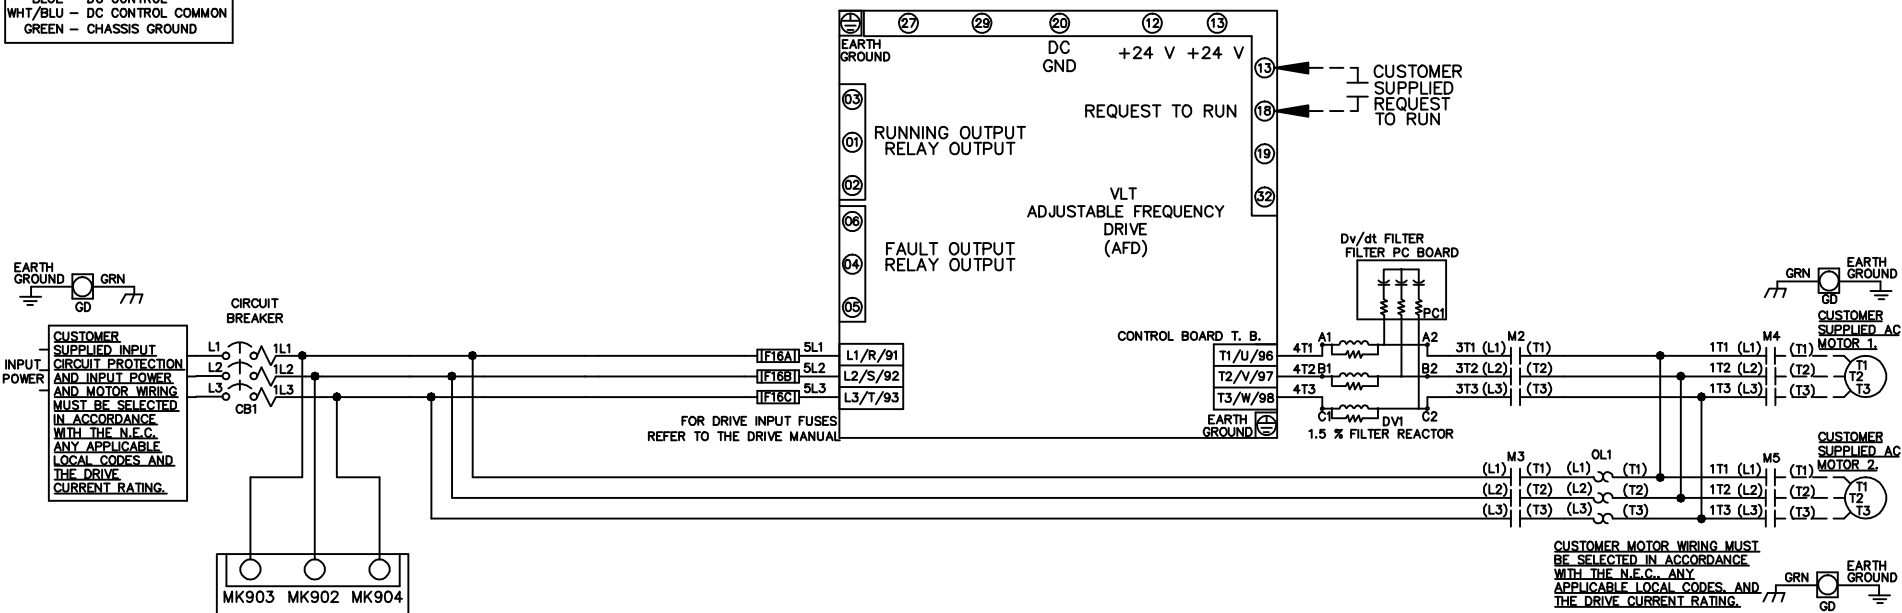 WHT/BLU – DC CONTROL COMMON
GREEN – CHASSIS GROUND
27
29
20
12
13
EARTH
GROUND
DC
GND
+24 V
+24 V
13
CUSTOMER
SUPPLIED
REQUEST
TO RUN
REQUEST TO RUN
18
19
32
03
01
02
RUNNING OUTPUT
RELAY OUTPUT
06
04
05
FAULT OUTPUT
RELAY OUTPUT
VLT
ADJUSTABLE FREQUENCY
DRIVE
(AFD)
Dv/dt FILTER
FILTER PC BOARD
PC1
EARTH
GROUND
GRN
GD
CIRCUIT
BREAKER
INPUT
POWER
CUSTOMER
SUPPLIED INPUT
CIRCUIT PROTECTION
AND INPUT POWER
AND MOTOR WIRING
MUST BE SELECTED
IN ACCORDANCE
WITH THE N.E.C.
ANY APPLICABLE
LOCAL CODES AND
THE DRIVE
CURRENT RATING.
L1
1L1
L2
1L2
L3
1L3
CB1
F16A
5L1
L1/R/91
F16B
5L2
L2/S/92
F16C
5L3
L3/T/93
FOR DRIVE INPUT FUSES
REFER TO THE DRIVE MANUAL
CONTROL BOARD T. B.
T1/U/96
T2/V/97
T3/W/98
EARTH
GROUND
4T1
A1
A2
4T2
B1
B2
4T3
C1
C2
DV1
1.5 % FILTER REACTOR
M2
3T1 (L1)
(T1)
3T2 (L2)
(T2)
3T3 (L3)
(T3)
M4
1T1 (L1)
(T1)
1T2 (L2)
(T2)
1T3 (L3)
(T3)
GRN
GD
EARTH
GROUND
CUSTOMER
SUPPLIED AC
MOTOR 1.
T1
T2
T3
M3
(L1)
(T1)
(L2)
(T2)
(L3)
(T3)
OL1
(L1)
(T1)
(L2)
(T2)
(L3)
(T3)
M5
1T1 (L1)
(T1)
1T2 (L2)
(T2)
1T3 (L3)
(T3)
CUSTOMER
SUPPLIED AC
MOTOR 2.
T1
T2
T3
MK903
MK902
MK904
CUSTOMER MOTOR WIRING MUST
BE SELECTED IN ACCORDANCE
WITH THE N.E.C., ANY
APPLICABLE LOCAL CODES, AND
THE DRIVE CURRENT RATING.
GRN
GD
EARTH
GROUND